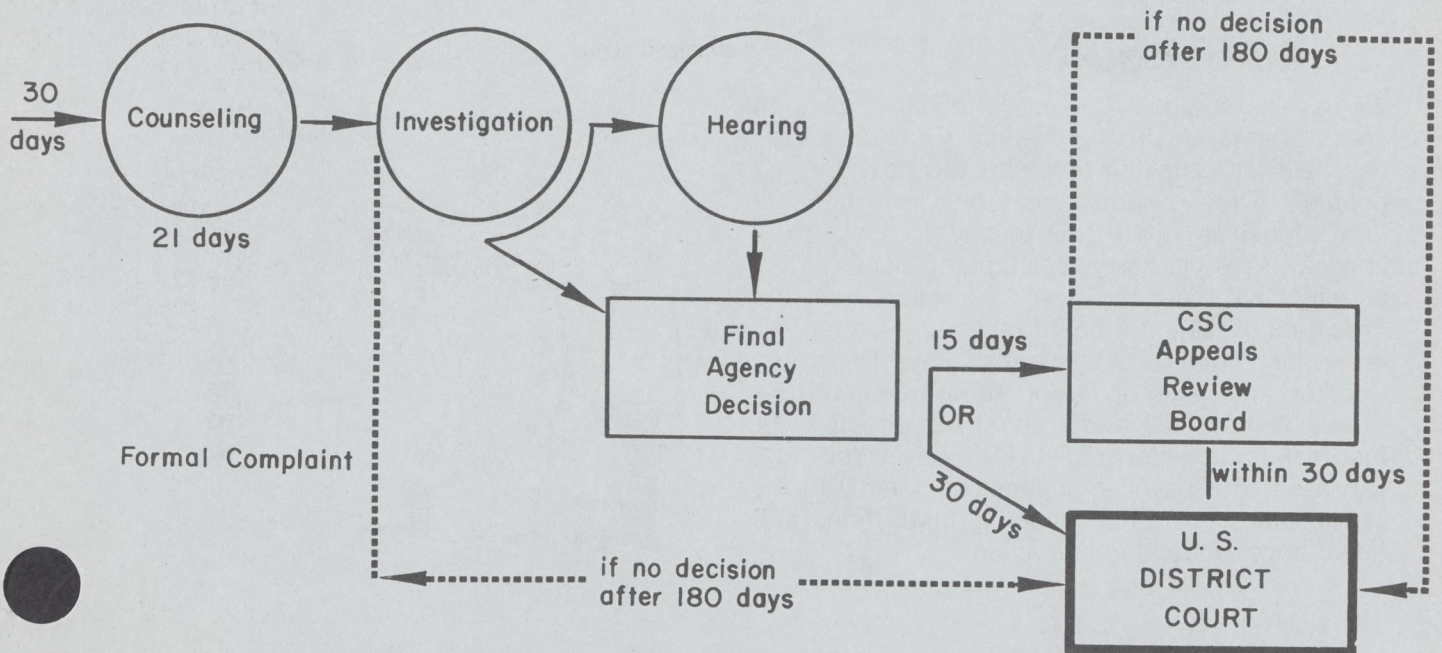 if no decision
after 180 days
30
days
Counseling
Investigation
Hearing
21 days
Final
Agency
Decision
15 days
OR
30 days
CSC
Appeals
Review
Board
Formal Complaint
within 30 days
if no decision
after 180 days
U. S.
DISTRICT
COURT